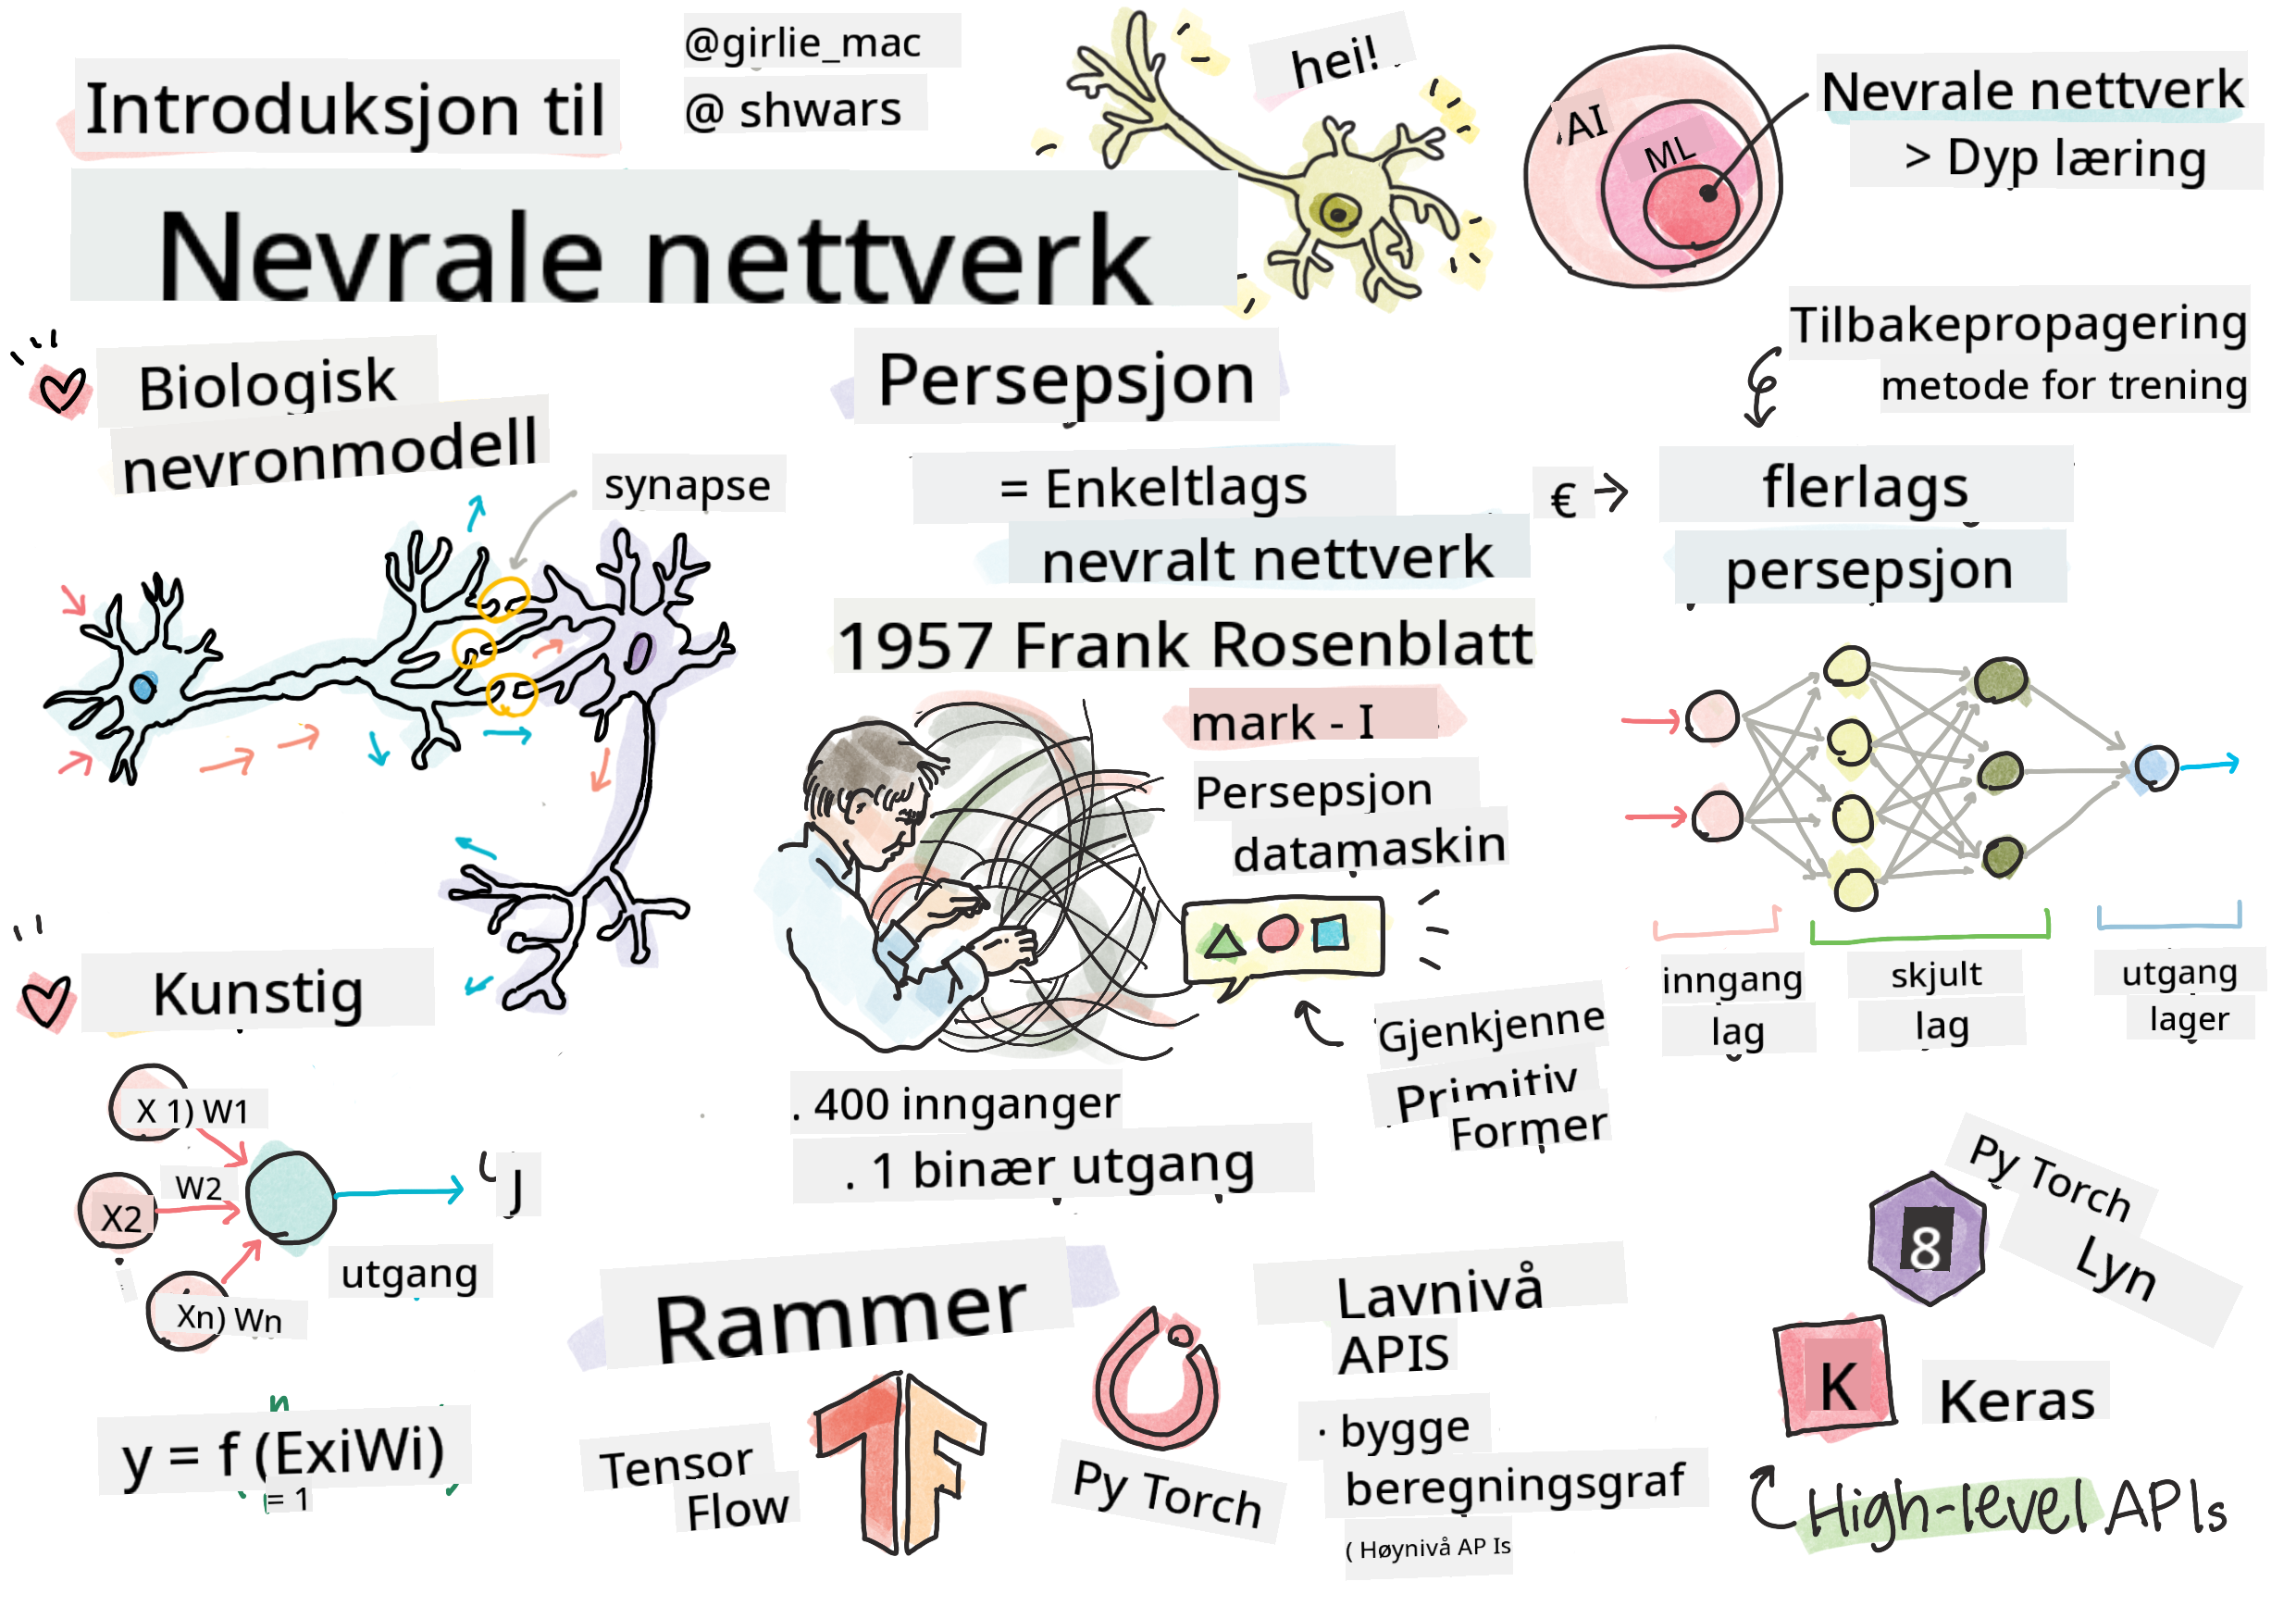 Introduksjon til
Nevrale nettverk
@girlie_mac
@ shwars
hei!
AI
ML
Nevrale nettverk
> Dyp læring
Biologisk
nevronmodell
synapse
Persepsjon
= Enkeltlags
nevralt nettverk
1957 Frank Rosenblatt
mark - I
Persepsjon
datamaskin
Gjenkjenne
Primitiv
Former
. 400 innganger
. 1 binær utgang
Tilbakepropagering
metode for trening
€
flerlags
persepsjon
inngang
lag
skjult
lag
utgang
lager
Kunstig
X 1) W1
W2
X2
Xn) Wn
J
utgang
n
y = f (ExiWi)
= 1
Rammer
Tensor
Flow
Py Torch
Lavnivå
APIS
· bygge
beregningsgraf
( Høynivå AP Is
Py Torch
Lyn
8
K
Keras
High-level APIs